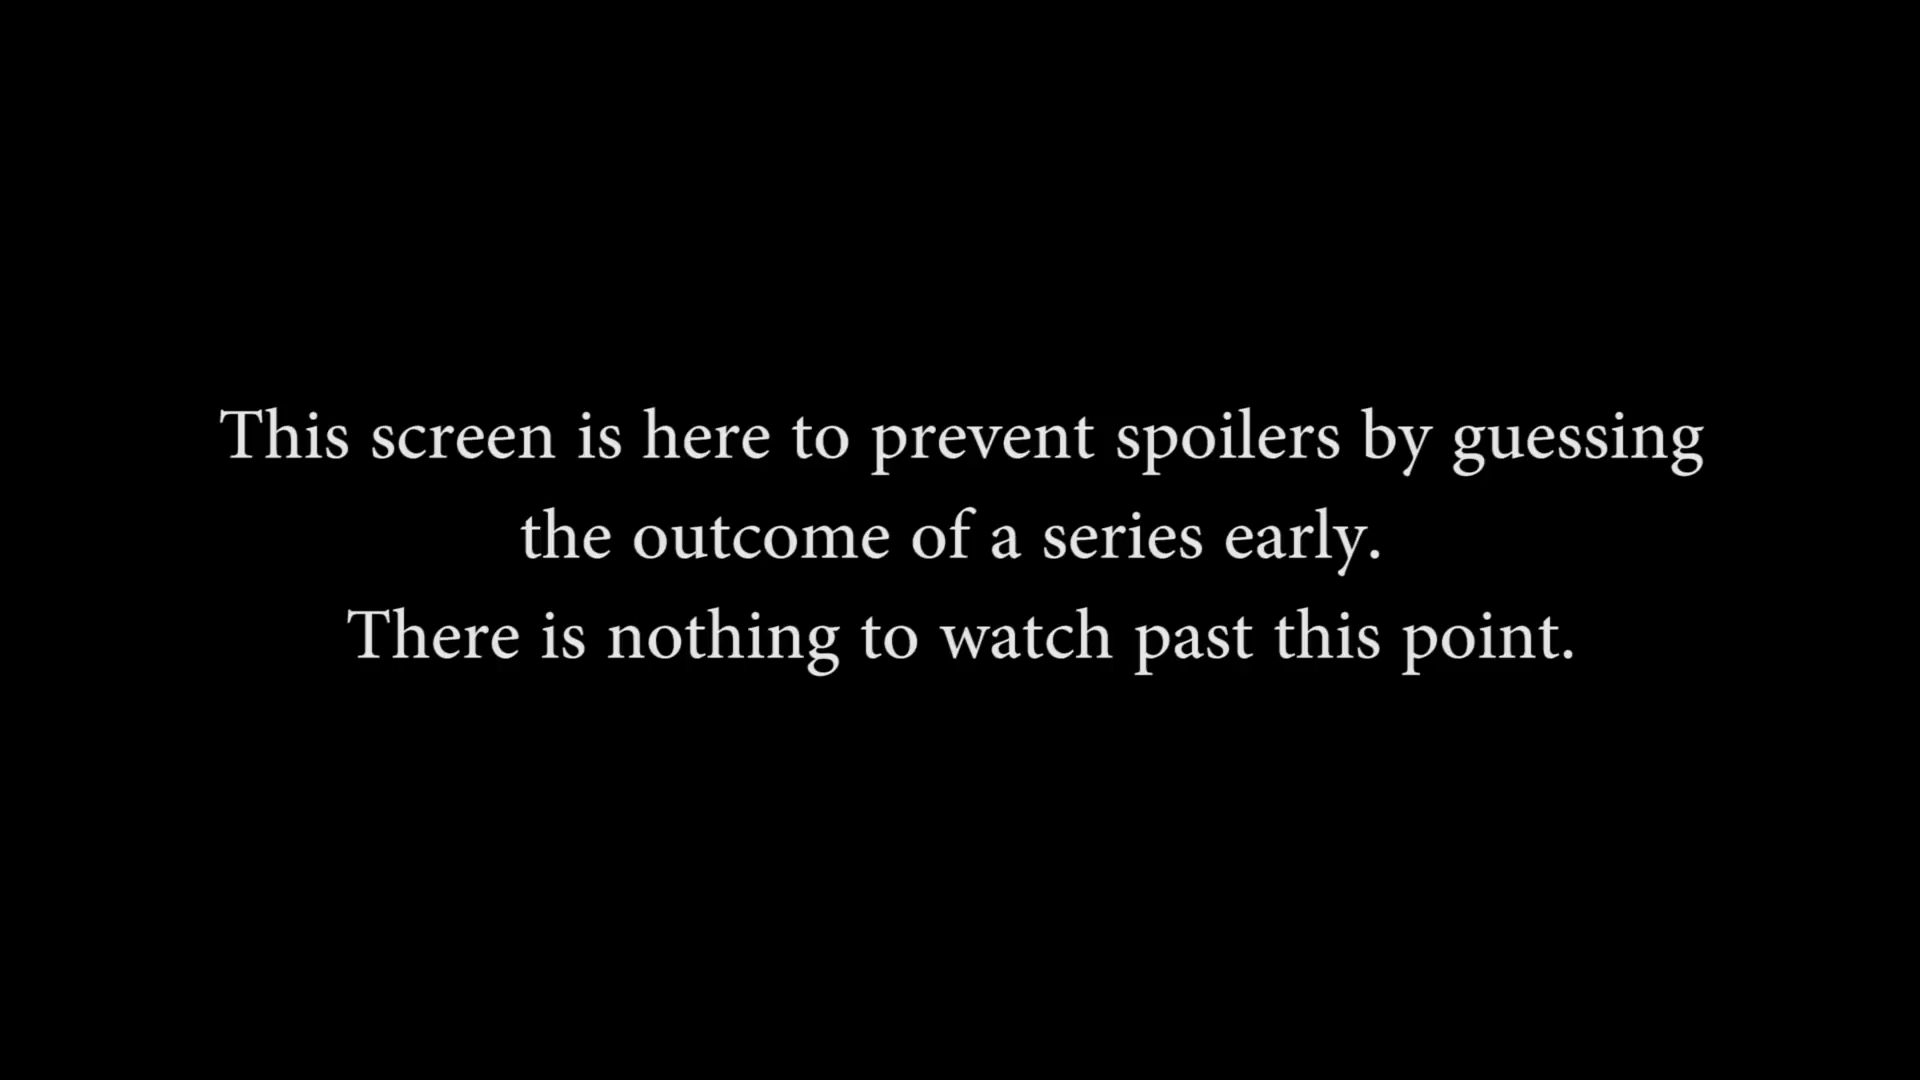 This screen is here to prevent spoilers by guessing
the outcome of a series early.
There is nothing to watch past this point.